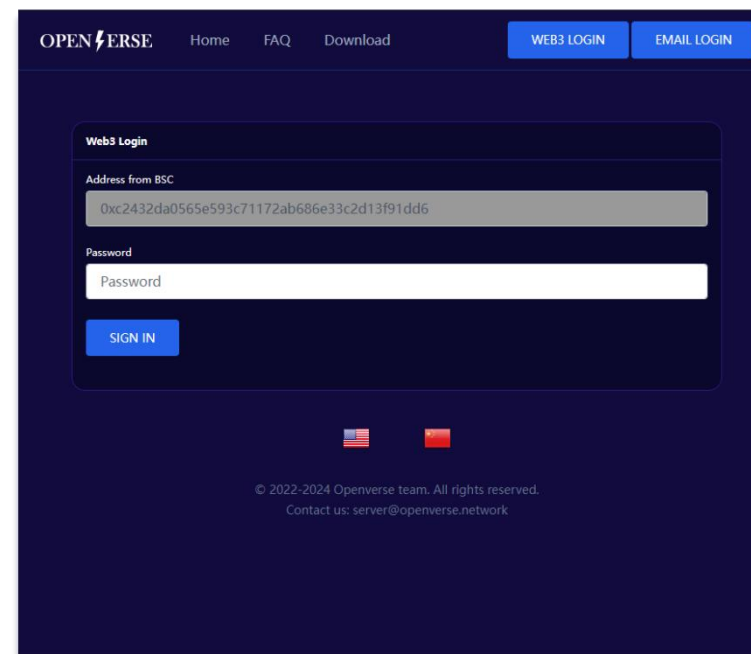 OPEN ERSE Home FAQ Download WEB3 LOGIN EMAIL LOGIN
Web3 Login
Address from BSC
0xc2432da0565e593c71172ab686e33c2d13f91dd6
Password
Password
SIGN IN
© 2022-2024 Openverse team. All rights reserved.
Contact us: server@openverse.network